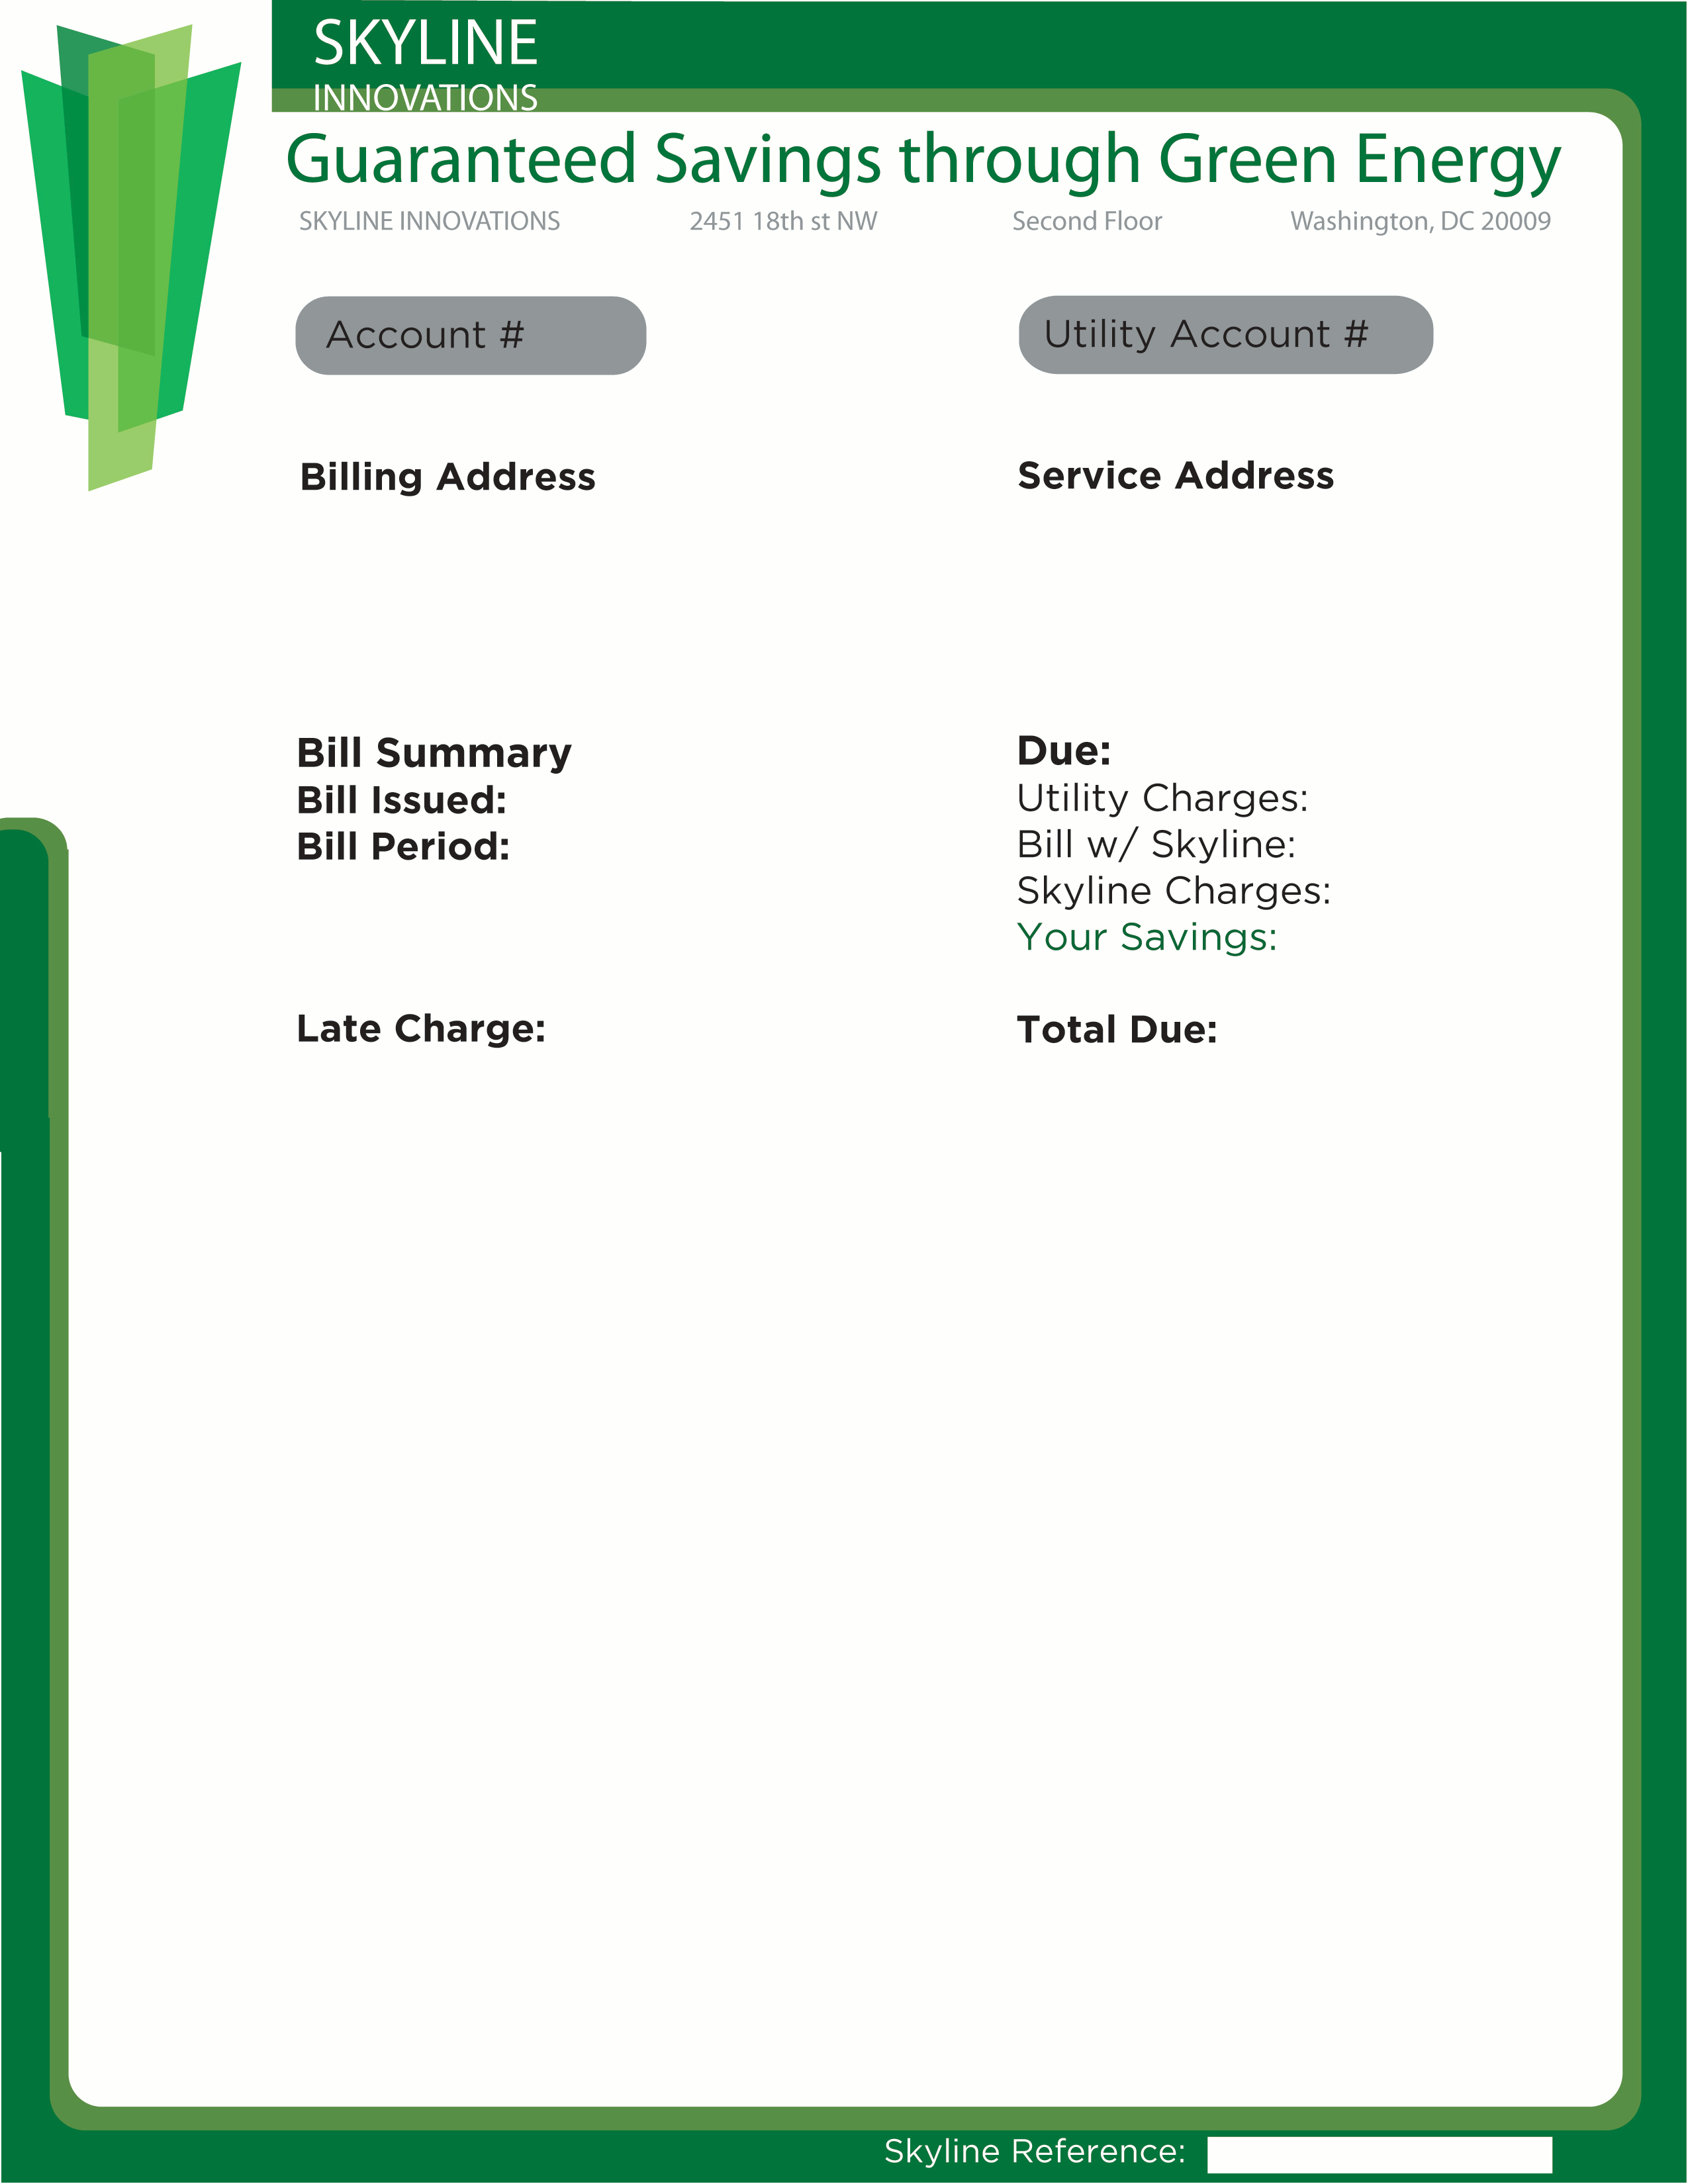 SKYLINE
INNOVATIONS
Guaranteed Savings through Green Energy
SKYLINE INNOVATIONS 2451 18th st NW Second Floor Washington, DC 20009
Account # Utility Account #
Billing Address Service Address
Bill Summary
Bill Issued:
Bill Period:
Due:
Utility Charges:
Bill w/ Skyline:
Skyline Charges:
Your Savings:
Late Charge: Total Due:
Skyline Reference: